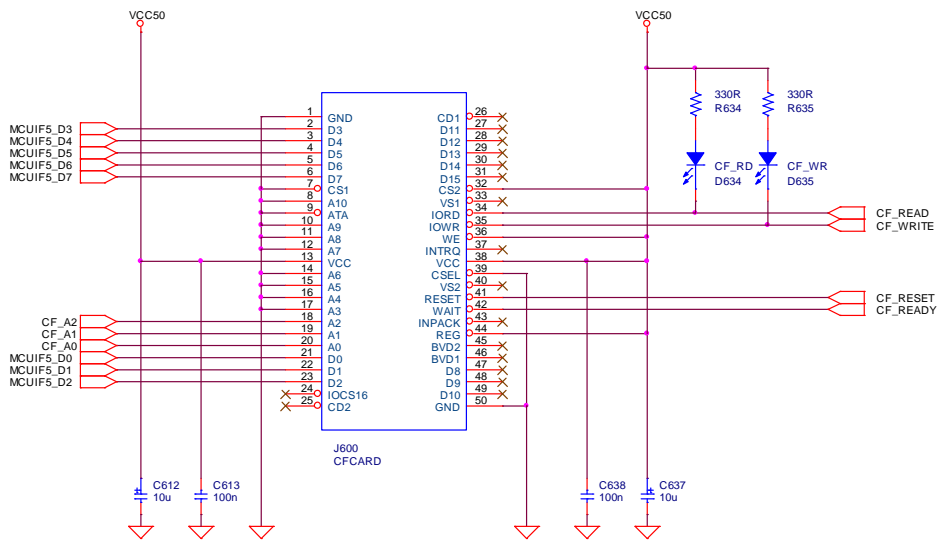 VCC50
VCC50
330R
R634
330R
R635
CF_RD
D634
CF_WR
D635
MCUIF5_D3
MCUIF5_D4
MCUIF5_D5
MCUIF5_D6
MCUIF5_D7
CF_A2
CF_A1
CF_A0
MCUIF5_D0
MCUIF5_D1
MCUIF5_D2
1 GND
2 D3
3 D4
4 D5
5 D6
6 D7
7 CS1
8 A10
9 ATA
10 A9
11 A8
12 A7
13 VCC
14 A6
15 A5
16 A4
17 A3
18 A2
19 A1
20 A0
21 D0
22 D1
23 D2
24 IOCS16
25 CD2
CD1 26
D11 27
D12 28
D13 29
D14 30
D15 31
CS2 32
VS1 33
IORD 34
IOWR 35
WE 36
INTRQ 37
VCC 38
CSEL 39
VS2 40
RESET 41
WAIT 42
INPACK 43
REG 44
BVD2 45
BVD1 46
D8 47
D9 48
D10 49
GND 50
CF_READ
CF_WRITE
CF_RESET
CF_READY
J600
CFCARD
C612
10u
C613
100n
C638
100n
C637
10u